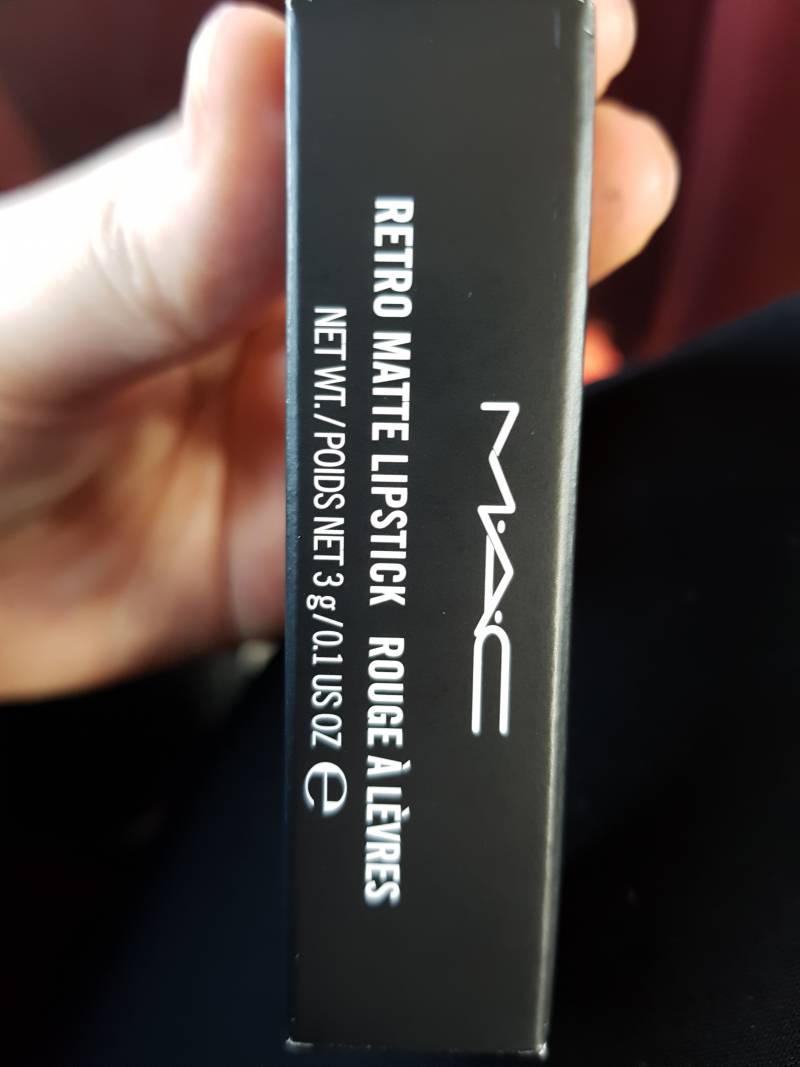 M·A·C
RETRO MATTE LIPSTICK ROUGE À LÈVRES
NET WT. / POIDS NET 3 g / 0.1 US OZ ℮